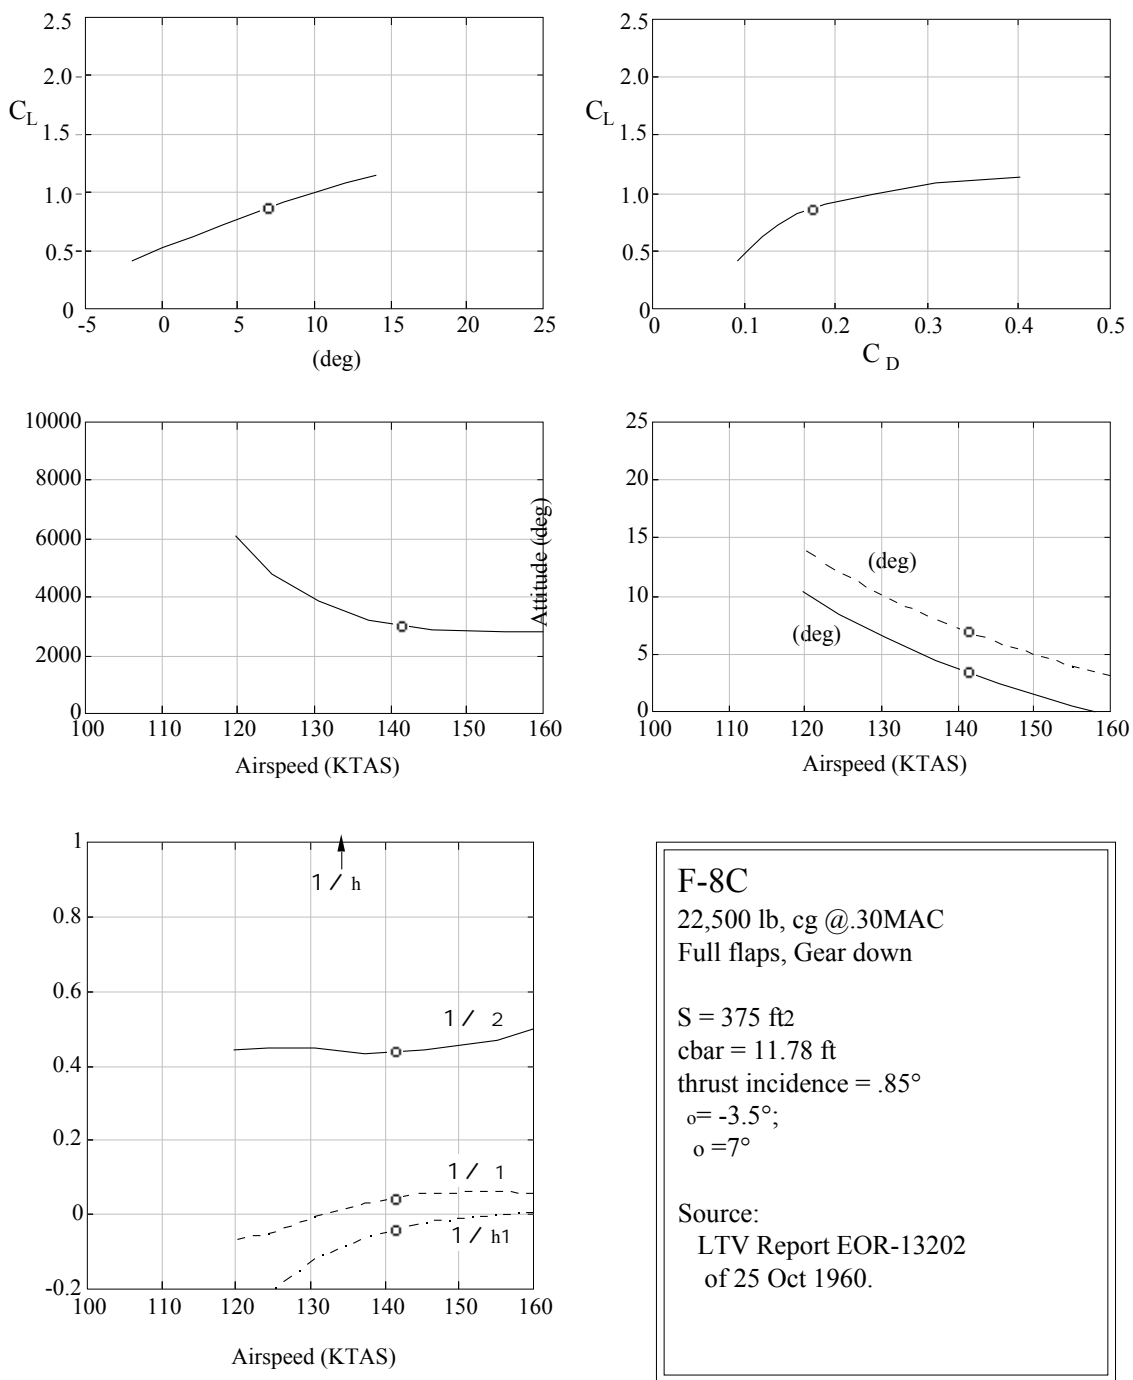 2.5
2.0
C_L
1.5
1.0
0.5
0
-5 0 5 10 15 20 25
(deg)
2.5
2.0
C_L
1.5
1.0
0.5
0
0 0.1 0.2 0.3 0.4 0.5
C_D
10000
8000
6000
4000
2000
0
100 110 120 130 140 150 160
Airspeed (KTAS)
Attitude (deg)
25
20
15
10
5
0
(deg)
(deg)
100 110 120 130 140 150 160
Airspeed (KTAS)
1
0.8
0.6
0.4
0.2
0
-0.2
1/ h
1/ 2
1/ 1
1/ h1
100 110 120 130 140 150 160
Airspeed (KTAS)
F-8C
22,500 lb, cg @.30MAC
Full flaps, Gear down
S = 375 ft2
cbar = 11.78 ft
thrust incidence = .85°
o= -3.5°;
o =7°
Source:
LTV Report EOR-13202
of 25 Oct 1960.